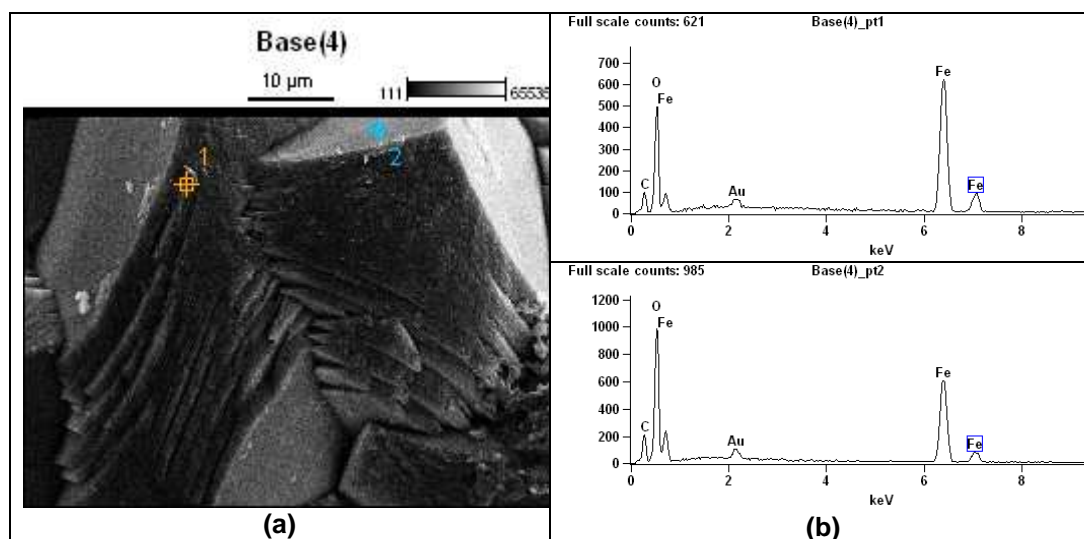 Base(4)
10 µm
111 65535
1
2
(a)
Full scale counts: 621 Base(4)_pt1
700
600
500
400
300
200
100
0
O
Fe
C
Au
Fe
Fe
0 2 4 6 8
keV
Full scale counts: 985 Base(4)_pt2
1200
1000
800
600
400
200
0
O
Fe
C
Au
Fe
Fe
0 2 4 6 8
keV
(b)